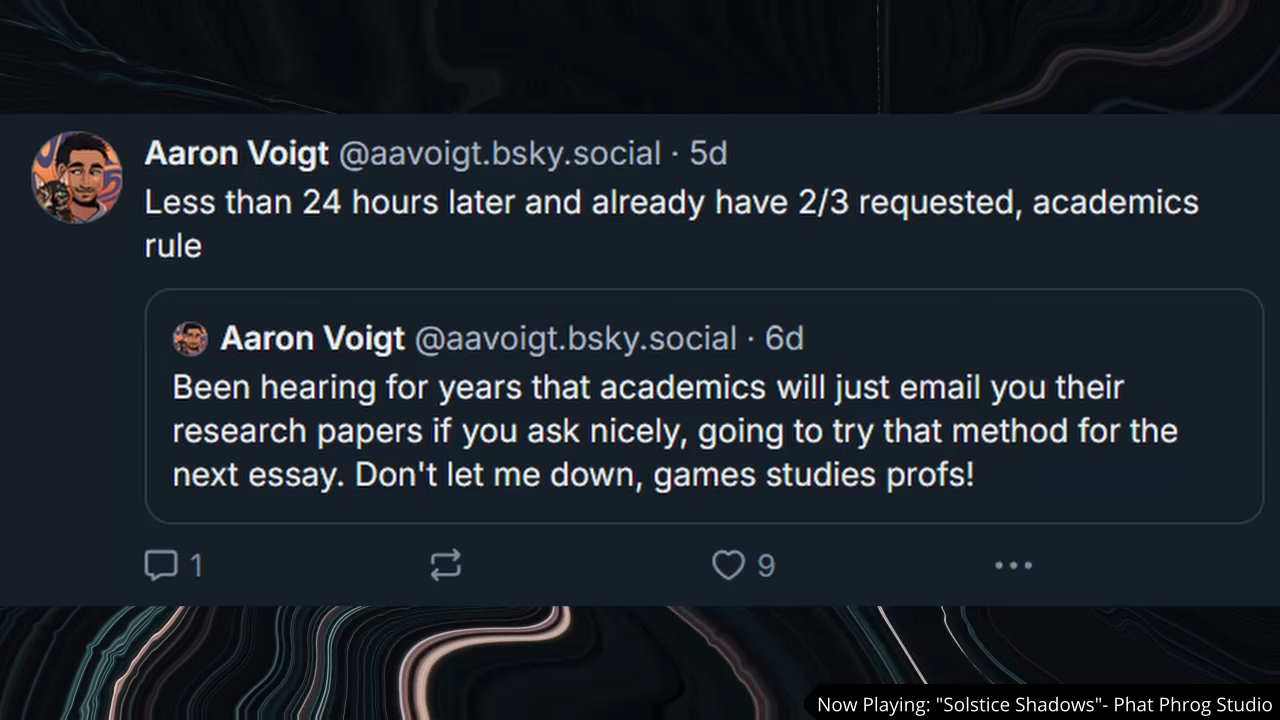 Aaron Voigt @aavoigt.bsky.social · 5d
Less than 24 hours later and already have 2/3 requested, academics
rule
Aaron Voigt @aavoigt.bsky.social · 6d
Been hearing for years that academics will just email you their
research papers if you ask nicely, going to try that method for the
next essay. Don't let me down, games studies profs!
1
9
Now Playing: "Solstice Shadows"- Phat Phrog Studio